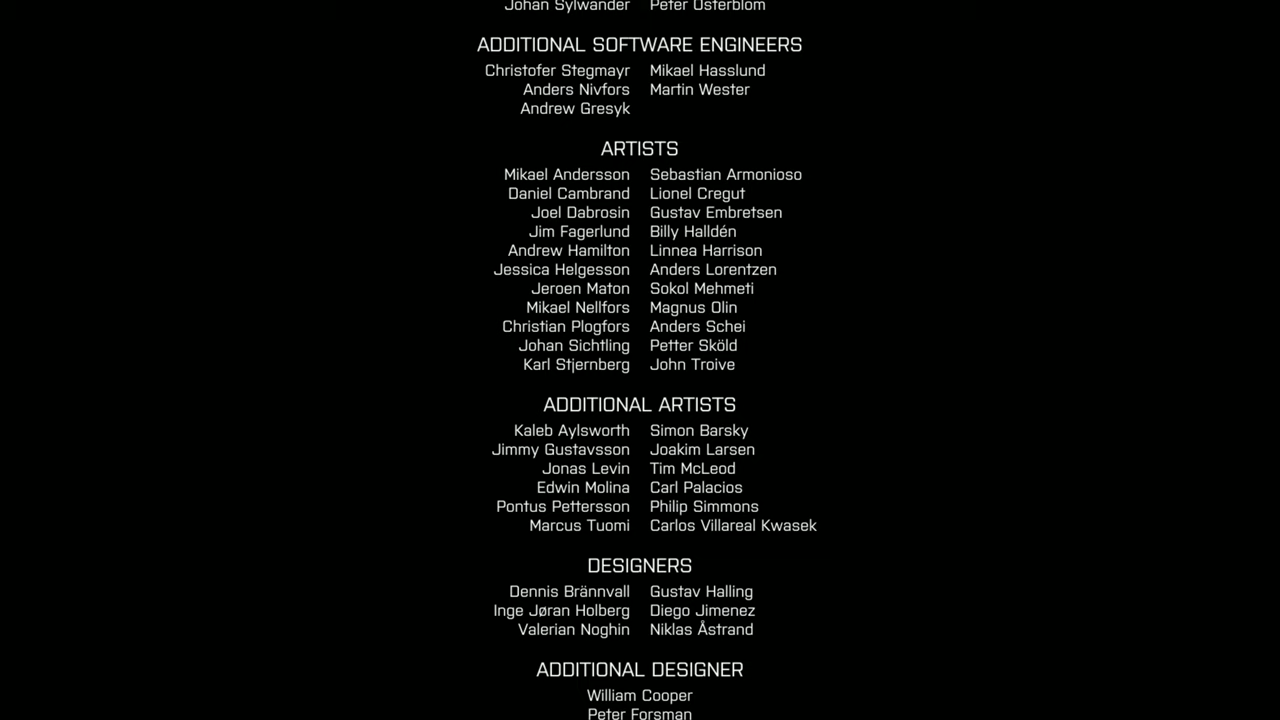 Johan Sylwander Peter Österblom
ADDITIONAL SOFTWARE ENGINEERS
Christofer Stegmayr Mikael Hasslund
Anders Nivfors Martin Wester
Andrew Gresyk
ARTISTS
Mikael Andersson Sebastian Armonioso
Daniel Cambrand Lionel Cregut
Joel Dabrosin Gustav Embretsen
Jim Fagerlund Billy Halldén
Andrew Hamilton Linnea Harrison
Jessica Helgesson Anders Lorentzen
Jeroen Maton Sokol Mehmeti
Mikael Nellfors Magnus Olin
Christian Plogfors Anders Schei
Johan Sichtling Petter Sköld
Karl Stjernberg John Troive
ADDITIONAL ARTISTS
Kaleb Aylsworth Simon Barsky
Jimmy Gustavsson Joakim Larsen
Jonas Levin Tim McLeod
Edwin Molina Carl Palacios
Pontus Pettersson Philip Simmons
Marcus Tuomi Carlos Villareal Kwasek
DESIGNERS
Dennis Brännvall Gustav Halling
Inge Jøran Holberg Diego Jimenez
Valerian Noghin Niklas Åstrand
ADDITIONAL DESIGNER
William Cooper
Peter Forsman